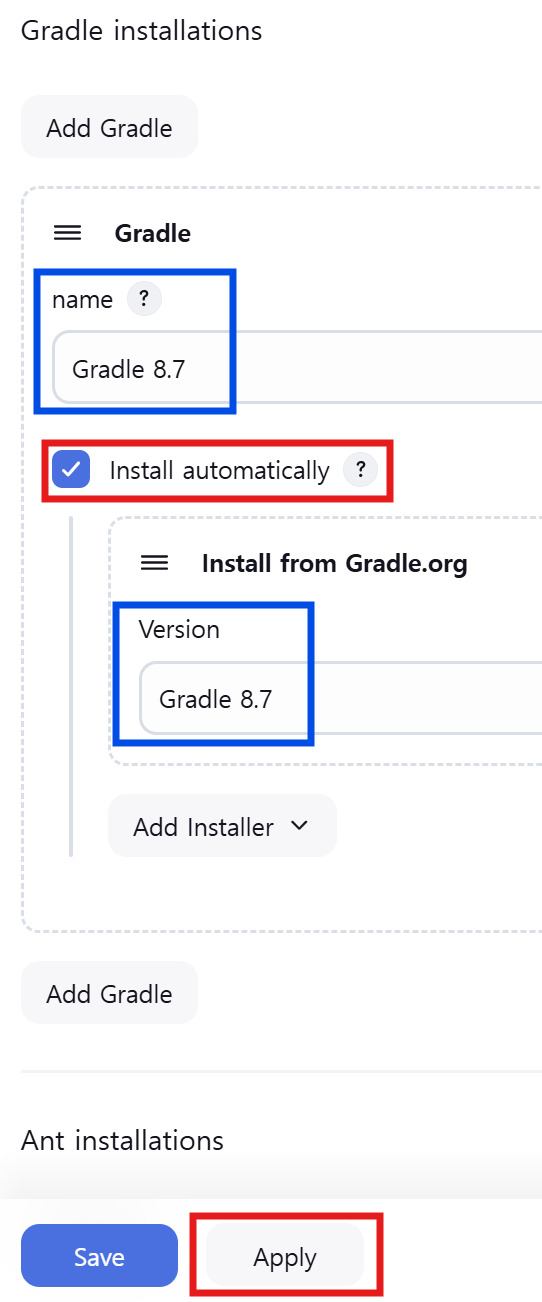 Gradle installations
Add Gradle
Gradle
name ?
Gradle 8.7
Install automatically ?
Install from Gradle.org
Version
Gradle 8.7
Add Installer
Add Gradle
Ant installations
Save Apply